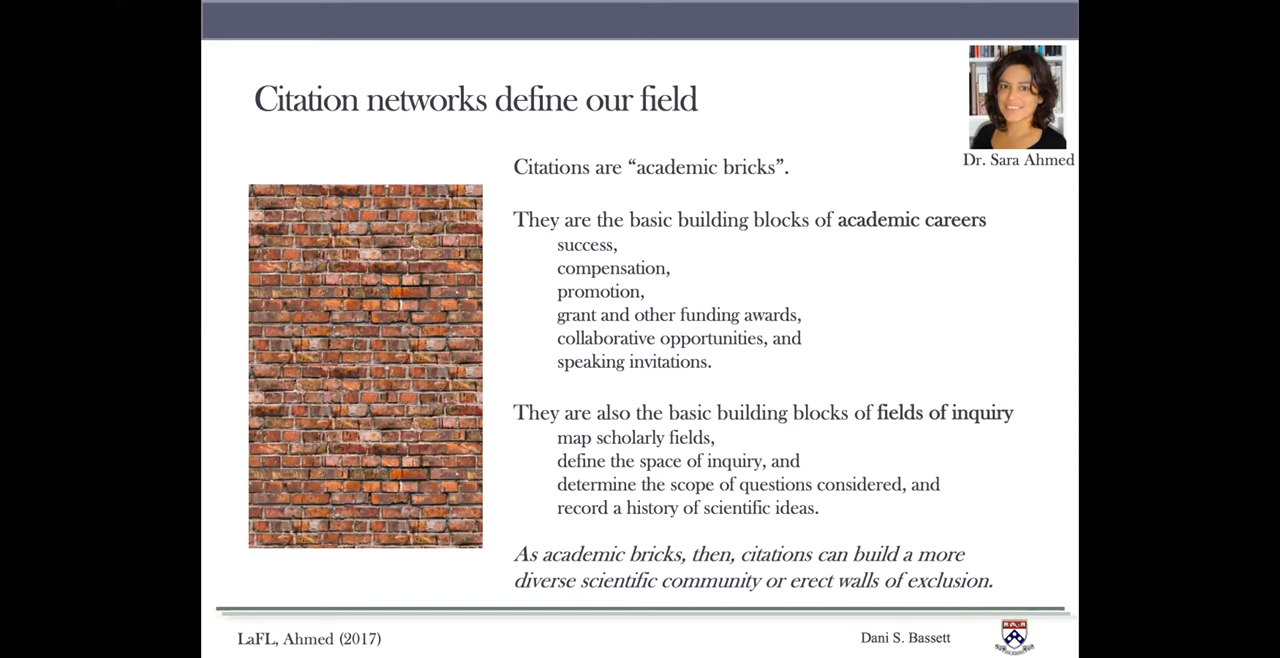 Citation networks define our field
Dr. Sara Ahmed
Citations are “academic bricks”.
They are the basic building blocks of academic careers
success,
compensation,
promotion,
grant and other funding awards,
collaborative opportunities, and
speaking invitations.
They are also the basic building blocks of fields of inquiry
map scholarly fields,
define the space of inquiry, and
determine the scope of questions considered, and
record a history of scientific ideas.
As academic bricks, then, citations can build a more
diverse scientific community or erect walls of exclusion.
LaFL, Ahmed (2017)
Dani S. Bassett